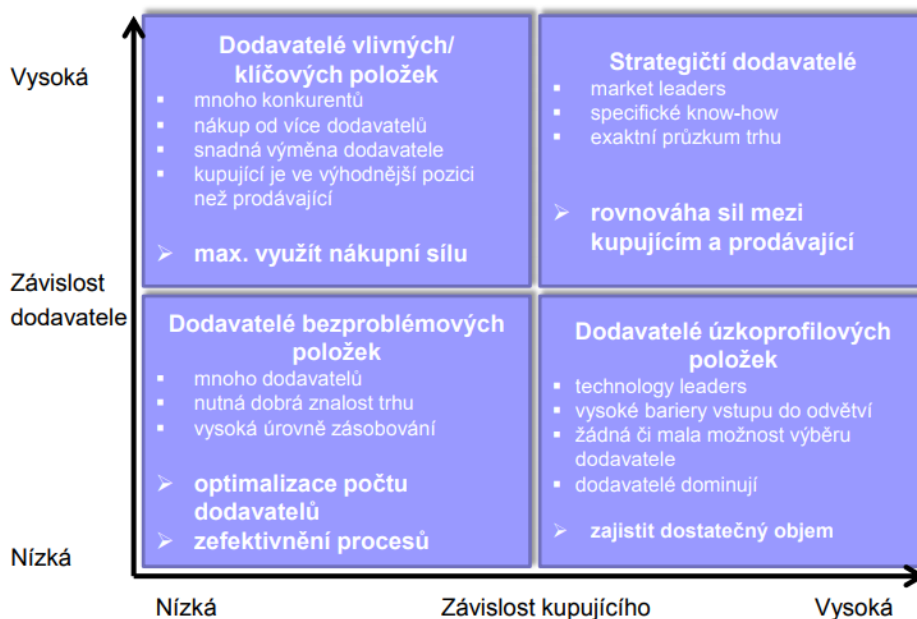 Vysoká
Dodavatelé vlivných/
klíčových položek
▪ mnoho konkurentů
▪ nákup od více dodavatelů
▪ snadná výměna dodavatele
▪ kupující je ve výhodnější pozici
než prodávající
➢ max. využít nákupní sílu
Strategičtí dodavatelé
▪ market leaders
▪ specifické know-how
▪ exaktní průzkum trhu
➢ rovnováha sil mezi
kupujícím a prodávající
Závislost
dodavatele
Dodavatelé bezproblémových
položek
▪ mnoho dodavatelů
▪ nutná dobrá znalost trhu
▪ vysoká úrovně zásobování
➢ optimalizace počtu
dodavatelů
➢ zefektivnění procesů
Dodavatelé úzkoprofilových
položek
▪ technology leaders
▪ vysoké bariery vstupu do odvětví
▪ žádná či mala možnost výběru
dodavatele
▪ dodavatelé dominují
➢ zajistit dostatečný objem
Nízká
Nízká
Závislost kupujícího
Vysoká